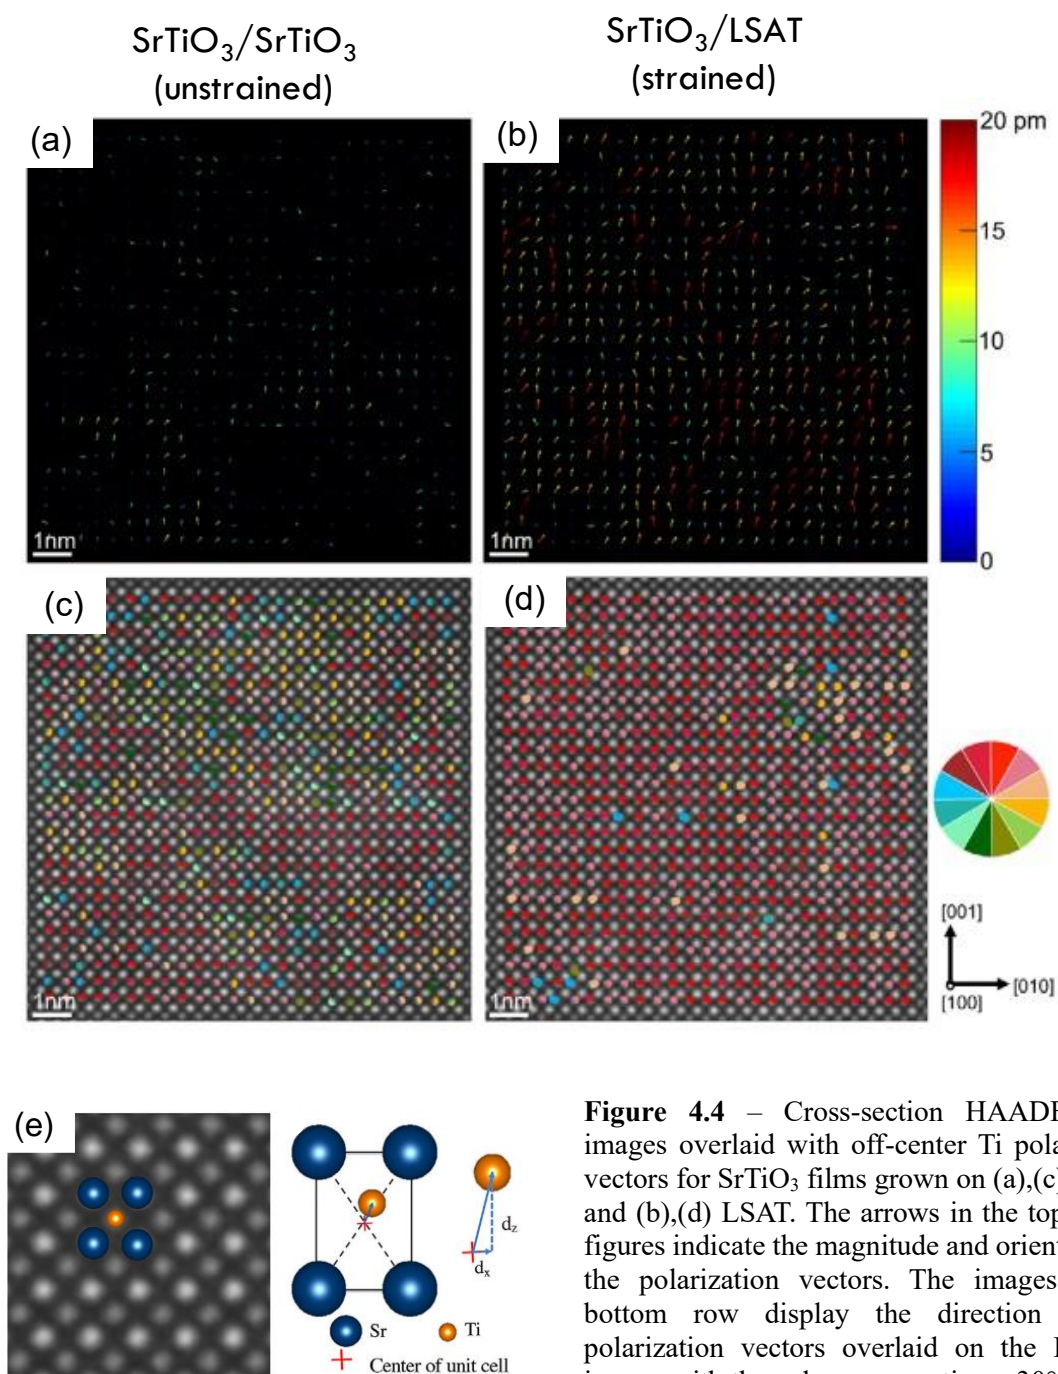 SrTiO₃/SrTiO₃
(unstrained)
SrTiO₃/LSAT
(strained)
(a)
(b)
20 pm
15
10
5
0
1nm
1nm
(c)
(d)
1nm
1nm
[001]
[010]
[100]
(e)
dz
dx
Sr
Ti
Center of unit cell
Figure 4.4 – Cross-section HAADF
images overlaid with off-center Ti pola
vectors for SrTiO₃ films grown on (a),(c)
and (b),(d) LSAT. The arrows in the top
figures indicate the magnitude and orient
the polarization vectors. The images
bottom row display the direction
polarization vectors overlaid on the